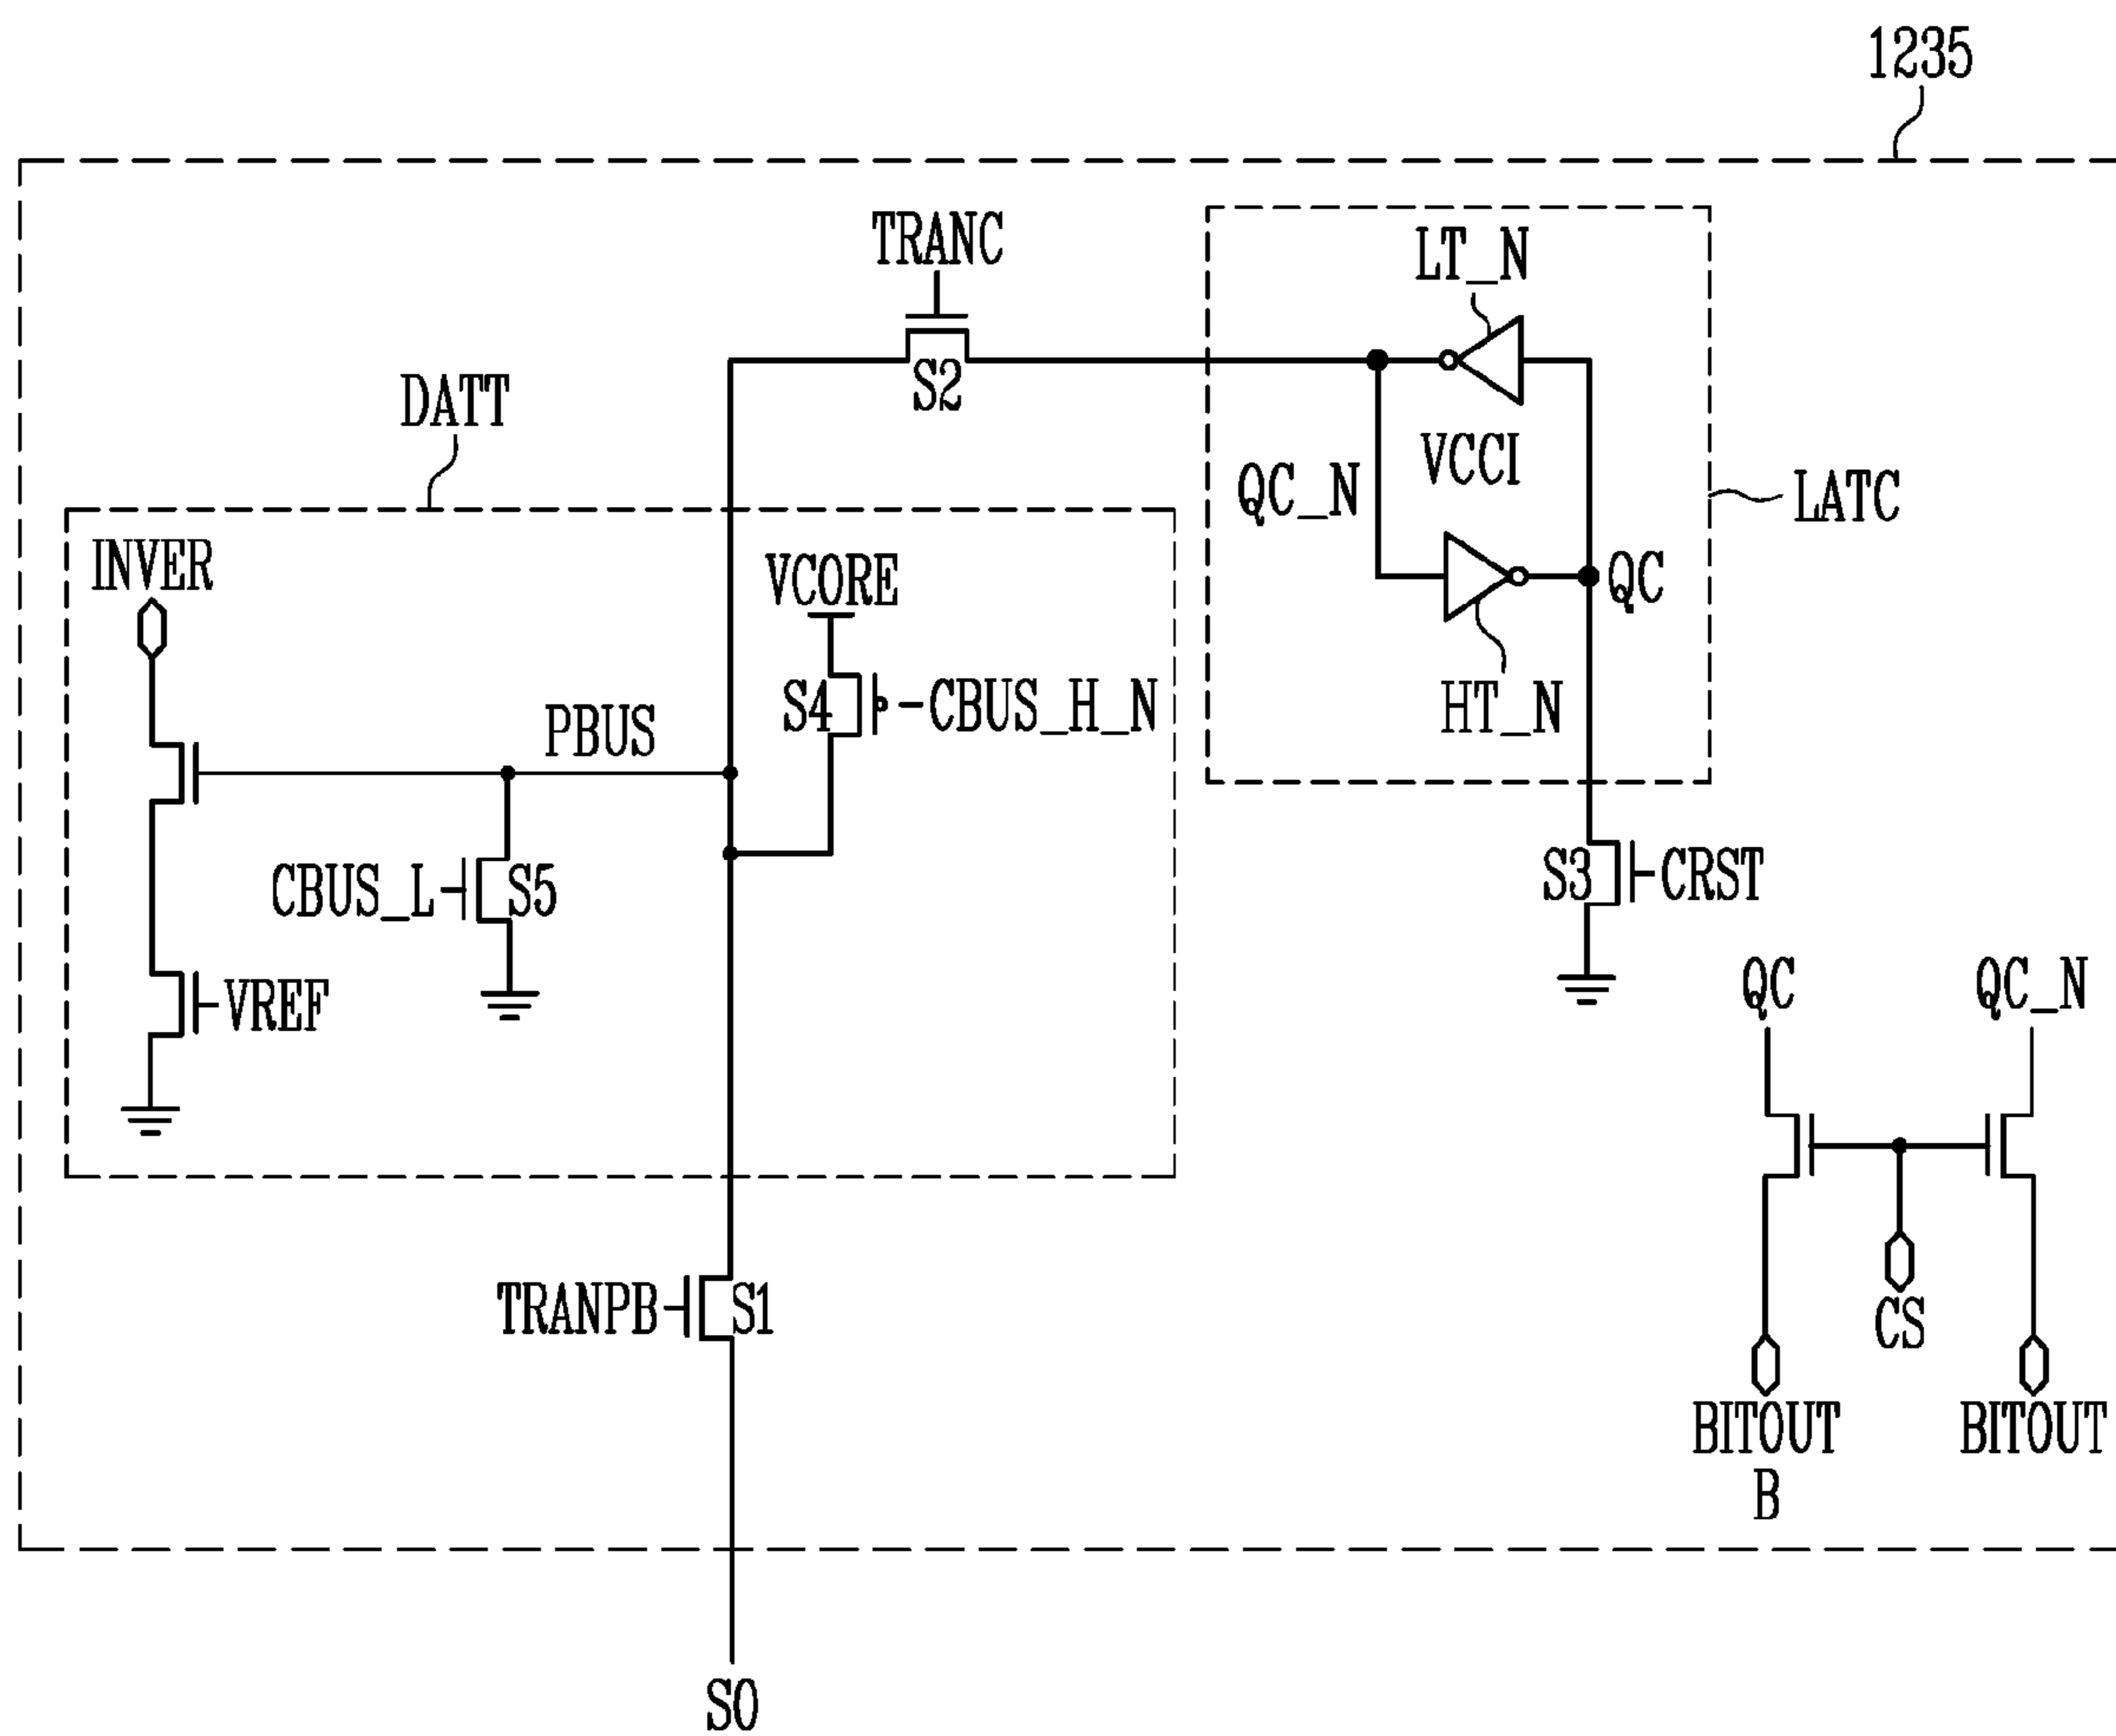 1235
TRANC
LT_N
S2
DATT
VCCI
QC_N
LATC
INVER
VCORE
QC
S4
CBUS_H_N
HT_N
PBUS
CBUS_L
S5
S3
CRST
VREF
QC
QC_N
TRANPB
S1
CS
BITOUT
B
BITOUT
SO